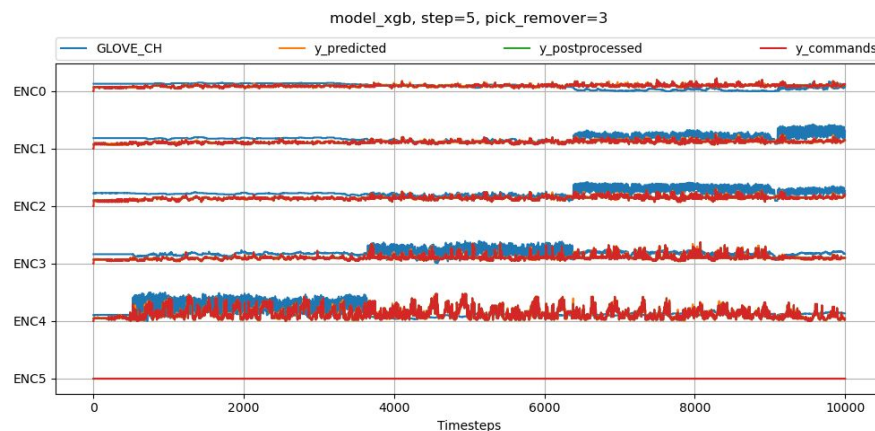 model_xgb, step=5, pick_remover=3
GLOVE_CH y_predicted y_postprocessed y_commands
ENC0
ENC1
ENC2
ENC3
ENC4
ENC5
0 2000 4000 6000 8000 10000
Timesteps